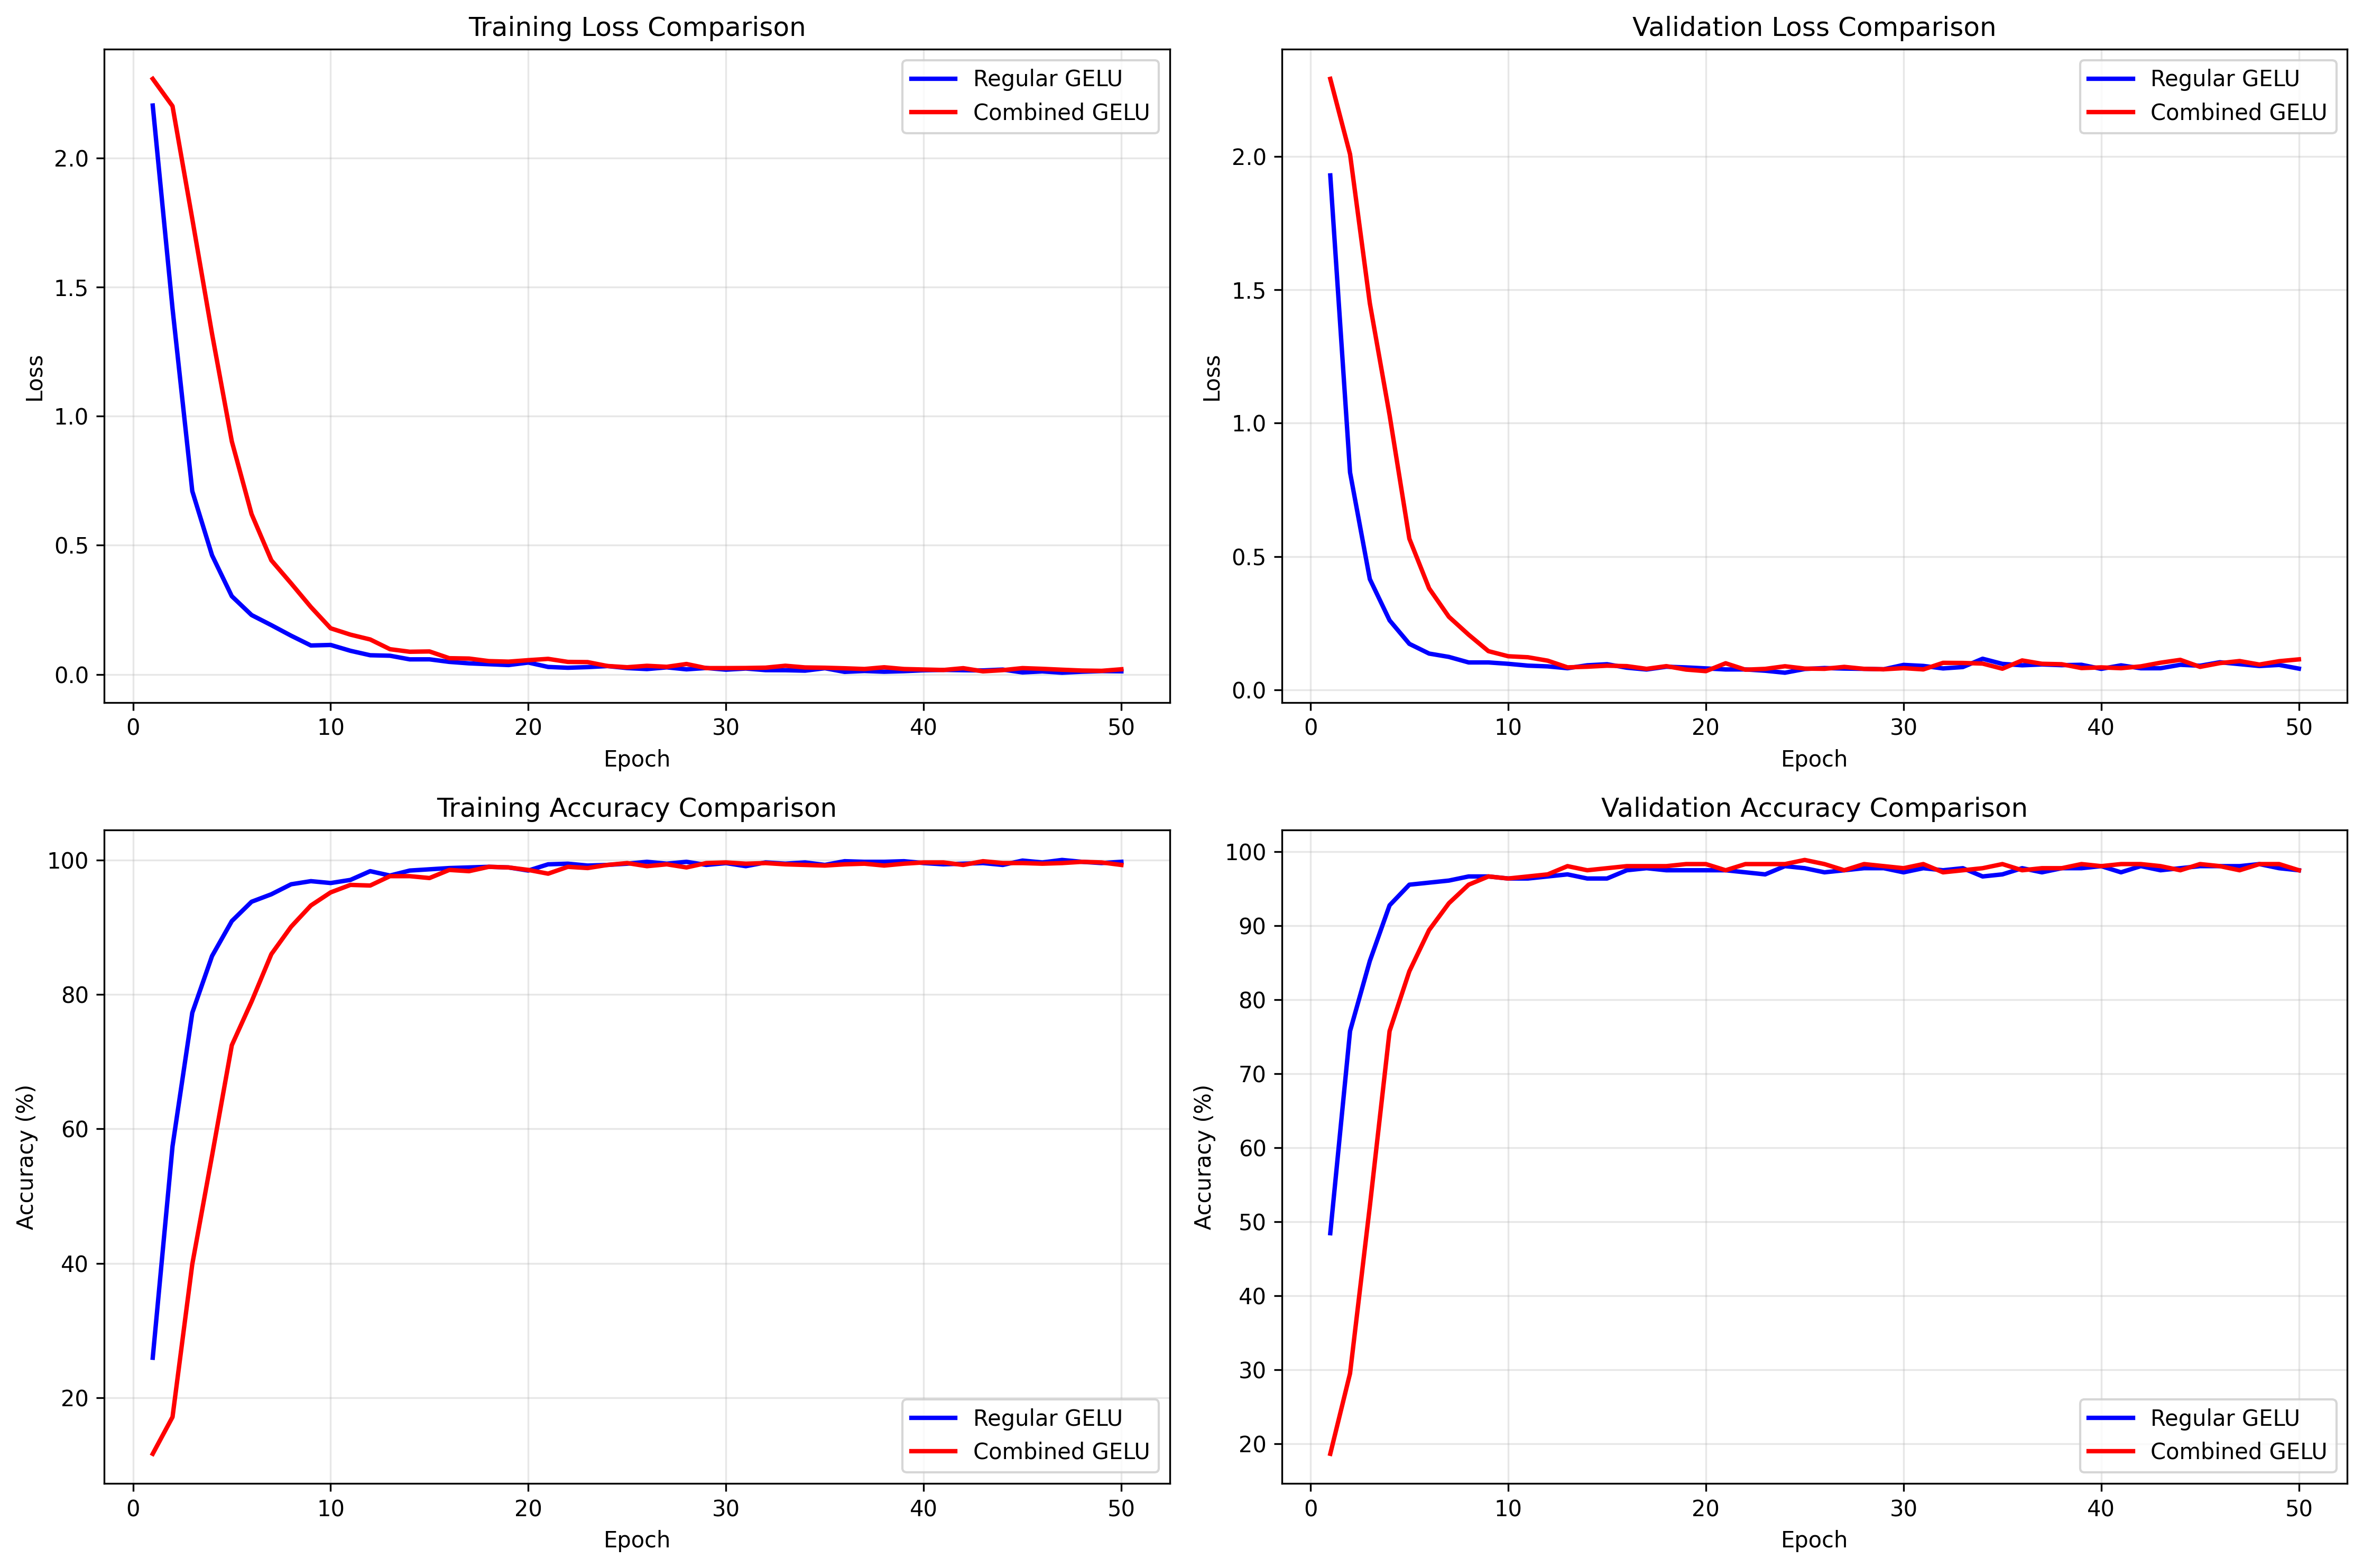 Training Loss Comparison
Regular GELU
Combined GELU
2.0
1.5
1.0
0.5
0.0
Loss
0 10 20 30 40 50
Epoch
Validation Loss Comparison
Regular GELU
Combined GELU
2.0
1.5
1.0
0.5
0.0
Loss
0 10 20 30 40 50
Epoch
Training Accuracy Comparison
100
80
60
40
20
Accuracy (%)
Regular GELU
Combined GELU
0 10 20 30 40 50
Epoch
Validation Accuracy Comparison
100
90
80
70
60
50
40
30
20
Accuracy (%)
Regular GELU
Combined GELU
0 10 20 30 40 50
Epoch